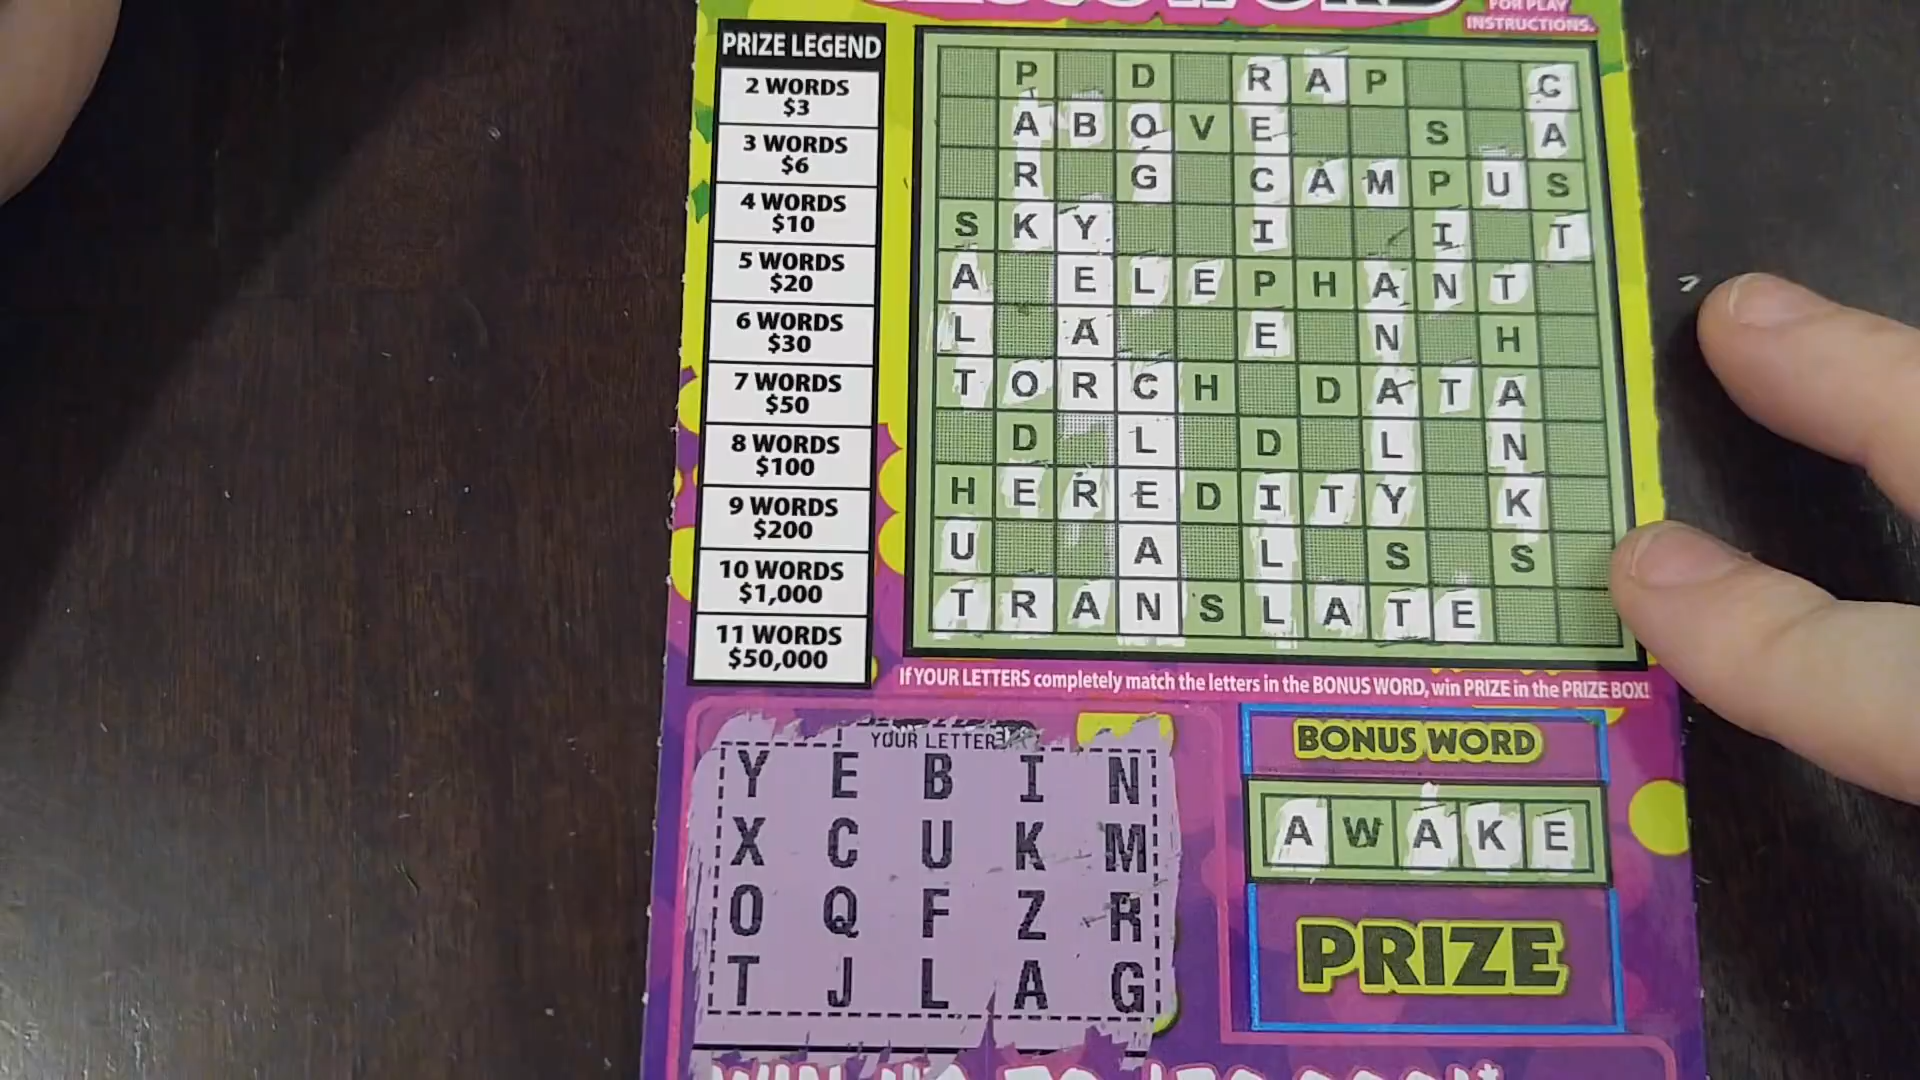 FOR PLAY
INSTRUCTIONS.
PRIZE LEGEND
2 WORDS
$3
3 WORDS
$6
4 WORDS
$10
5 WORDS
$20
6 WORDS
$30
7 WORDS
$50
8 WORDS
$100
9 WORDS
$200
10 WORDS
$1,000
11 WORDS
$50,000
P D R A P C
A B O V E S A
R G C A M P U S
S K Y I I T
A E L E P H A N T
L A E N H
T O R C H D A T A
D L D L N
H E R E D I T Y K
U A L S S
T R A N S L A T E
If YOUR LETTERS completely match the letters in the BONUS WORD, win PRIZE in the PRIZE BOX!
YOUR LETTERS
Y E B I N
X C U K M
O Q F Z R
T J L A G
BONUS WORD
A W A K E
PRIZE